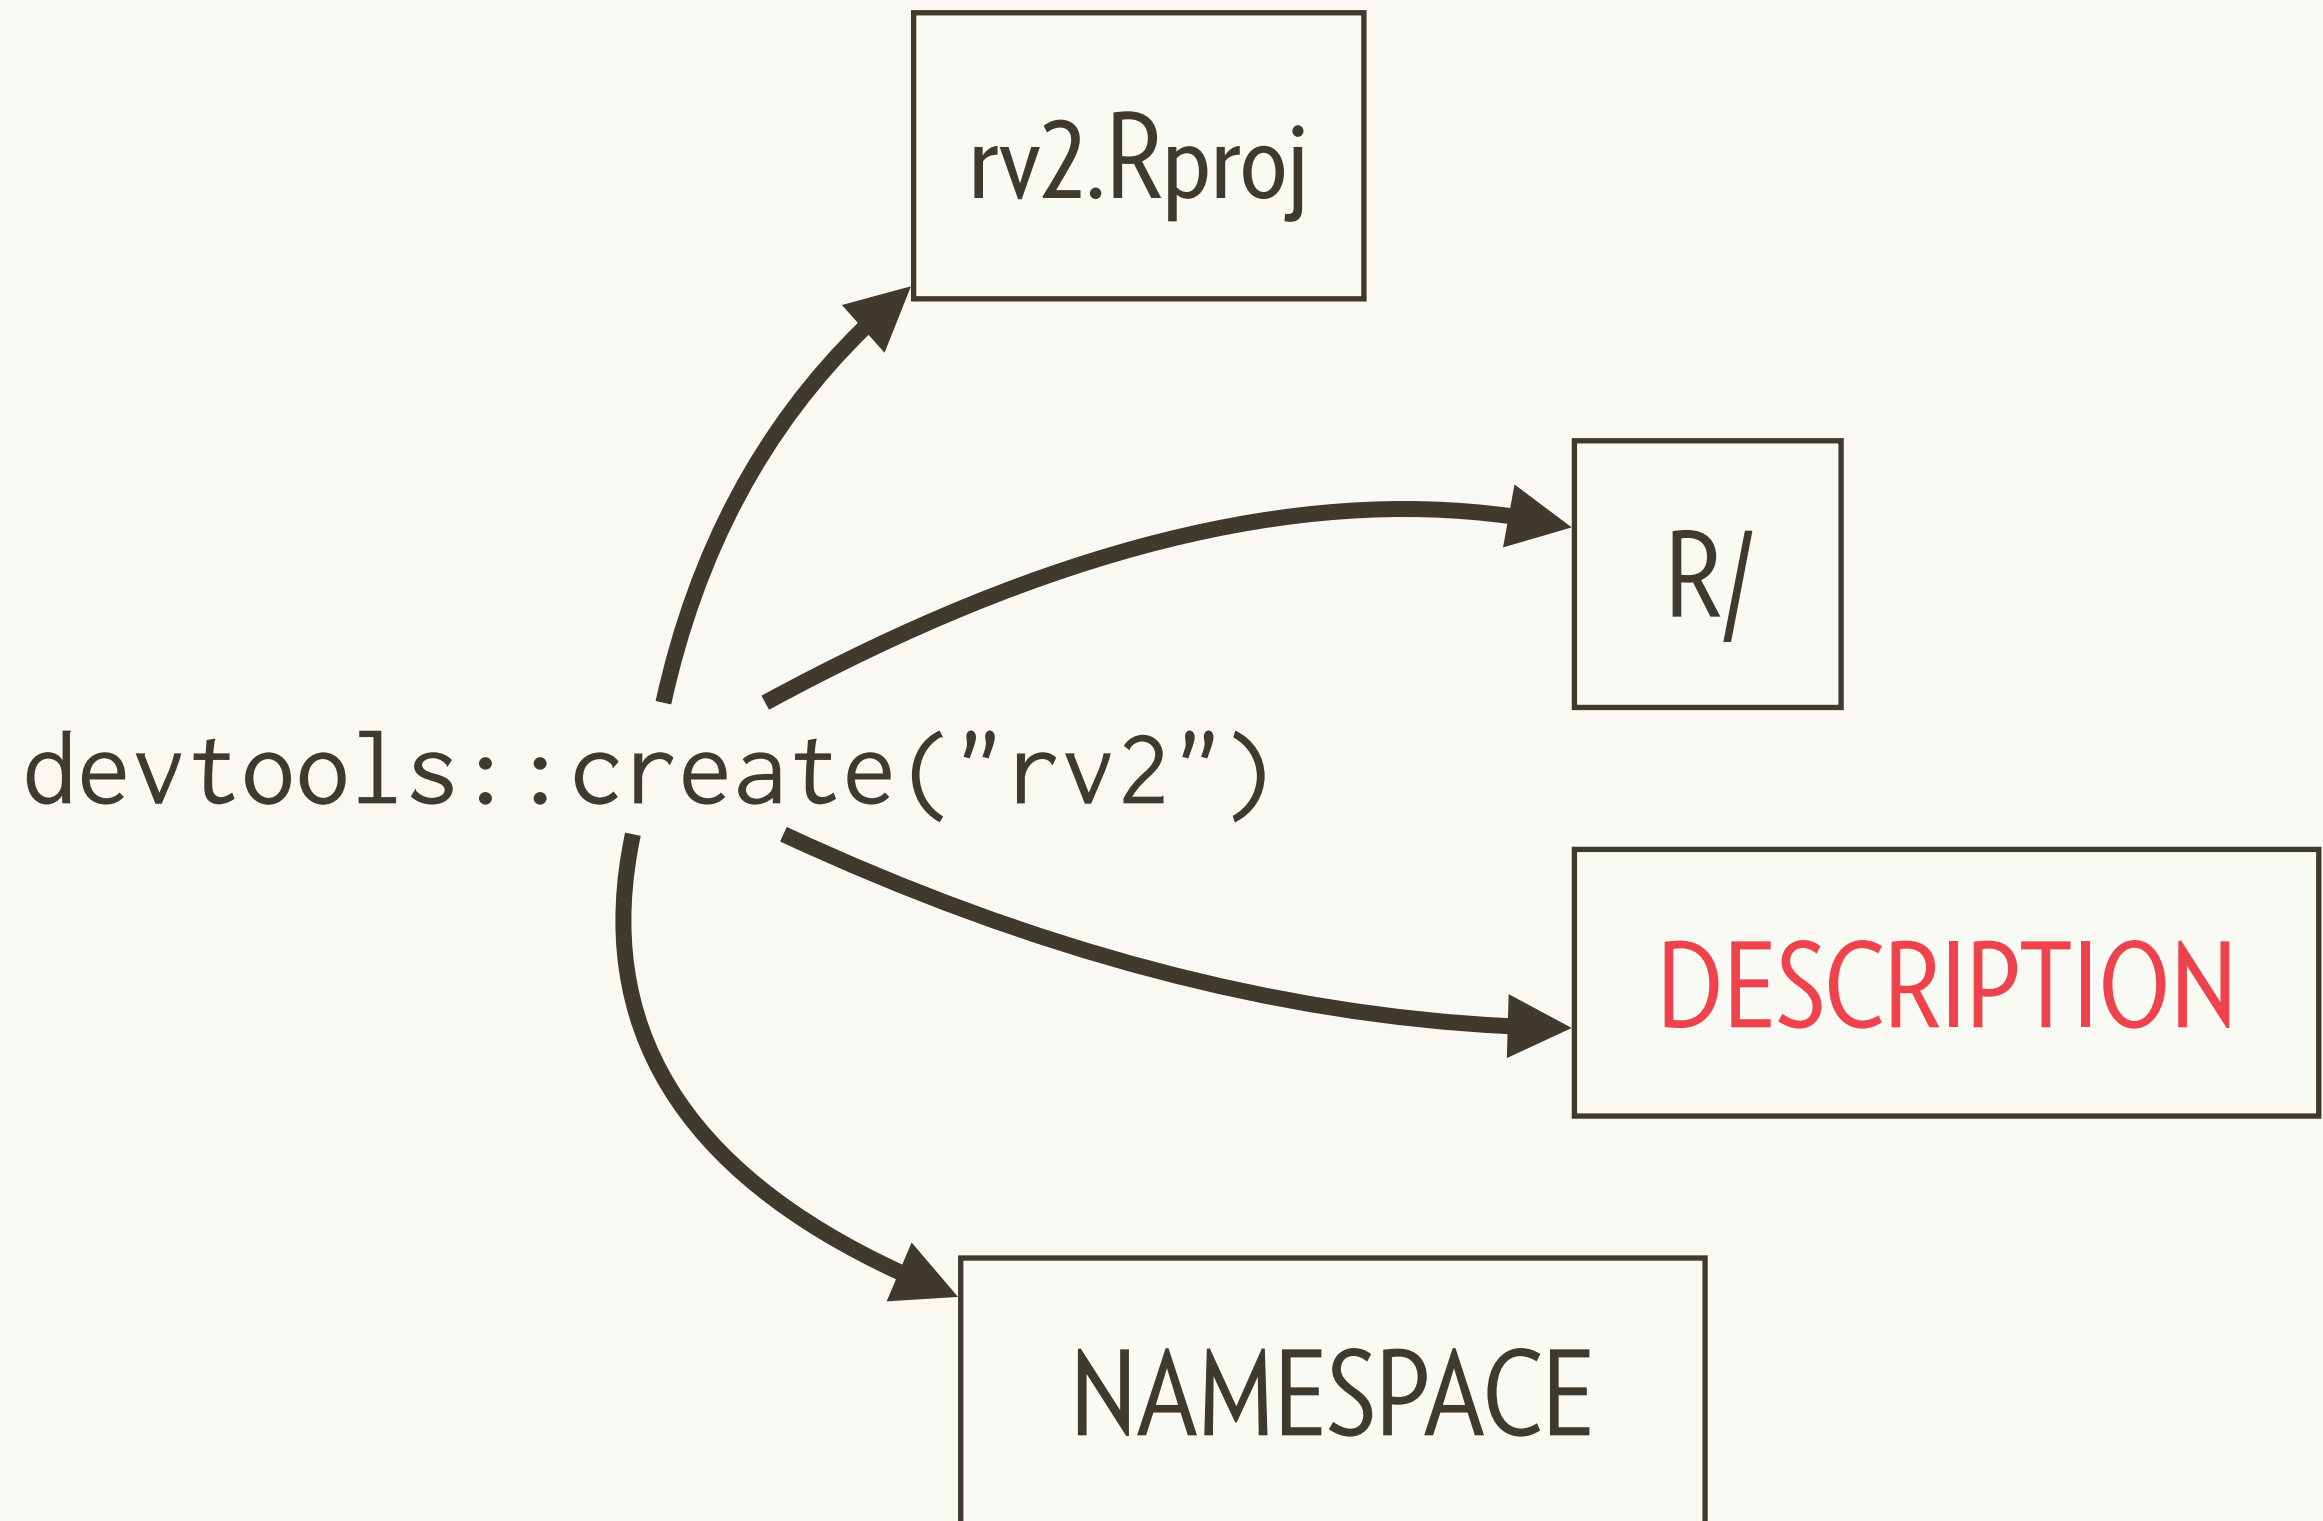 rv2.Rproj
R/
devtools::create("rv2")
DESCRIPTION
NAMESPACE